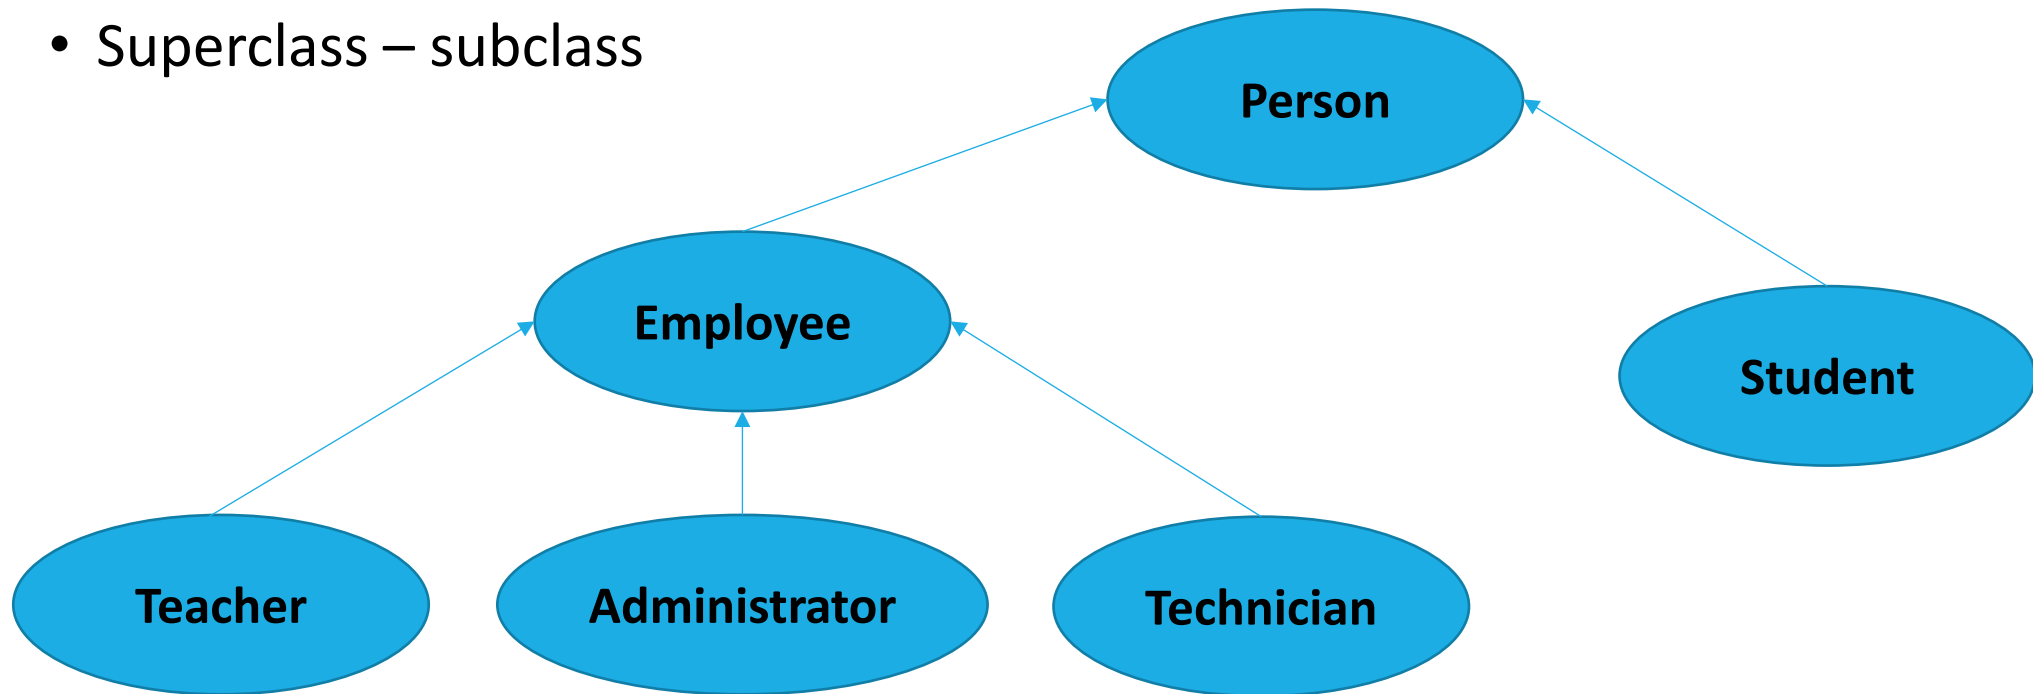 • Superclass – subclass
Person
Employee
Student
Teacher
Administrator
Technician